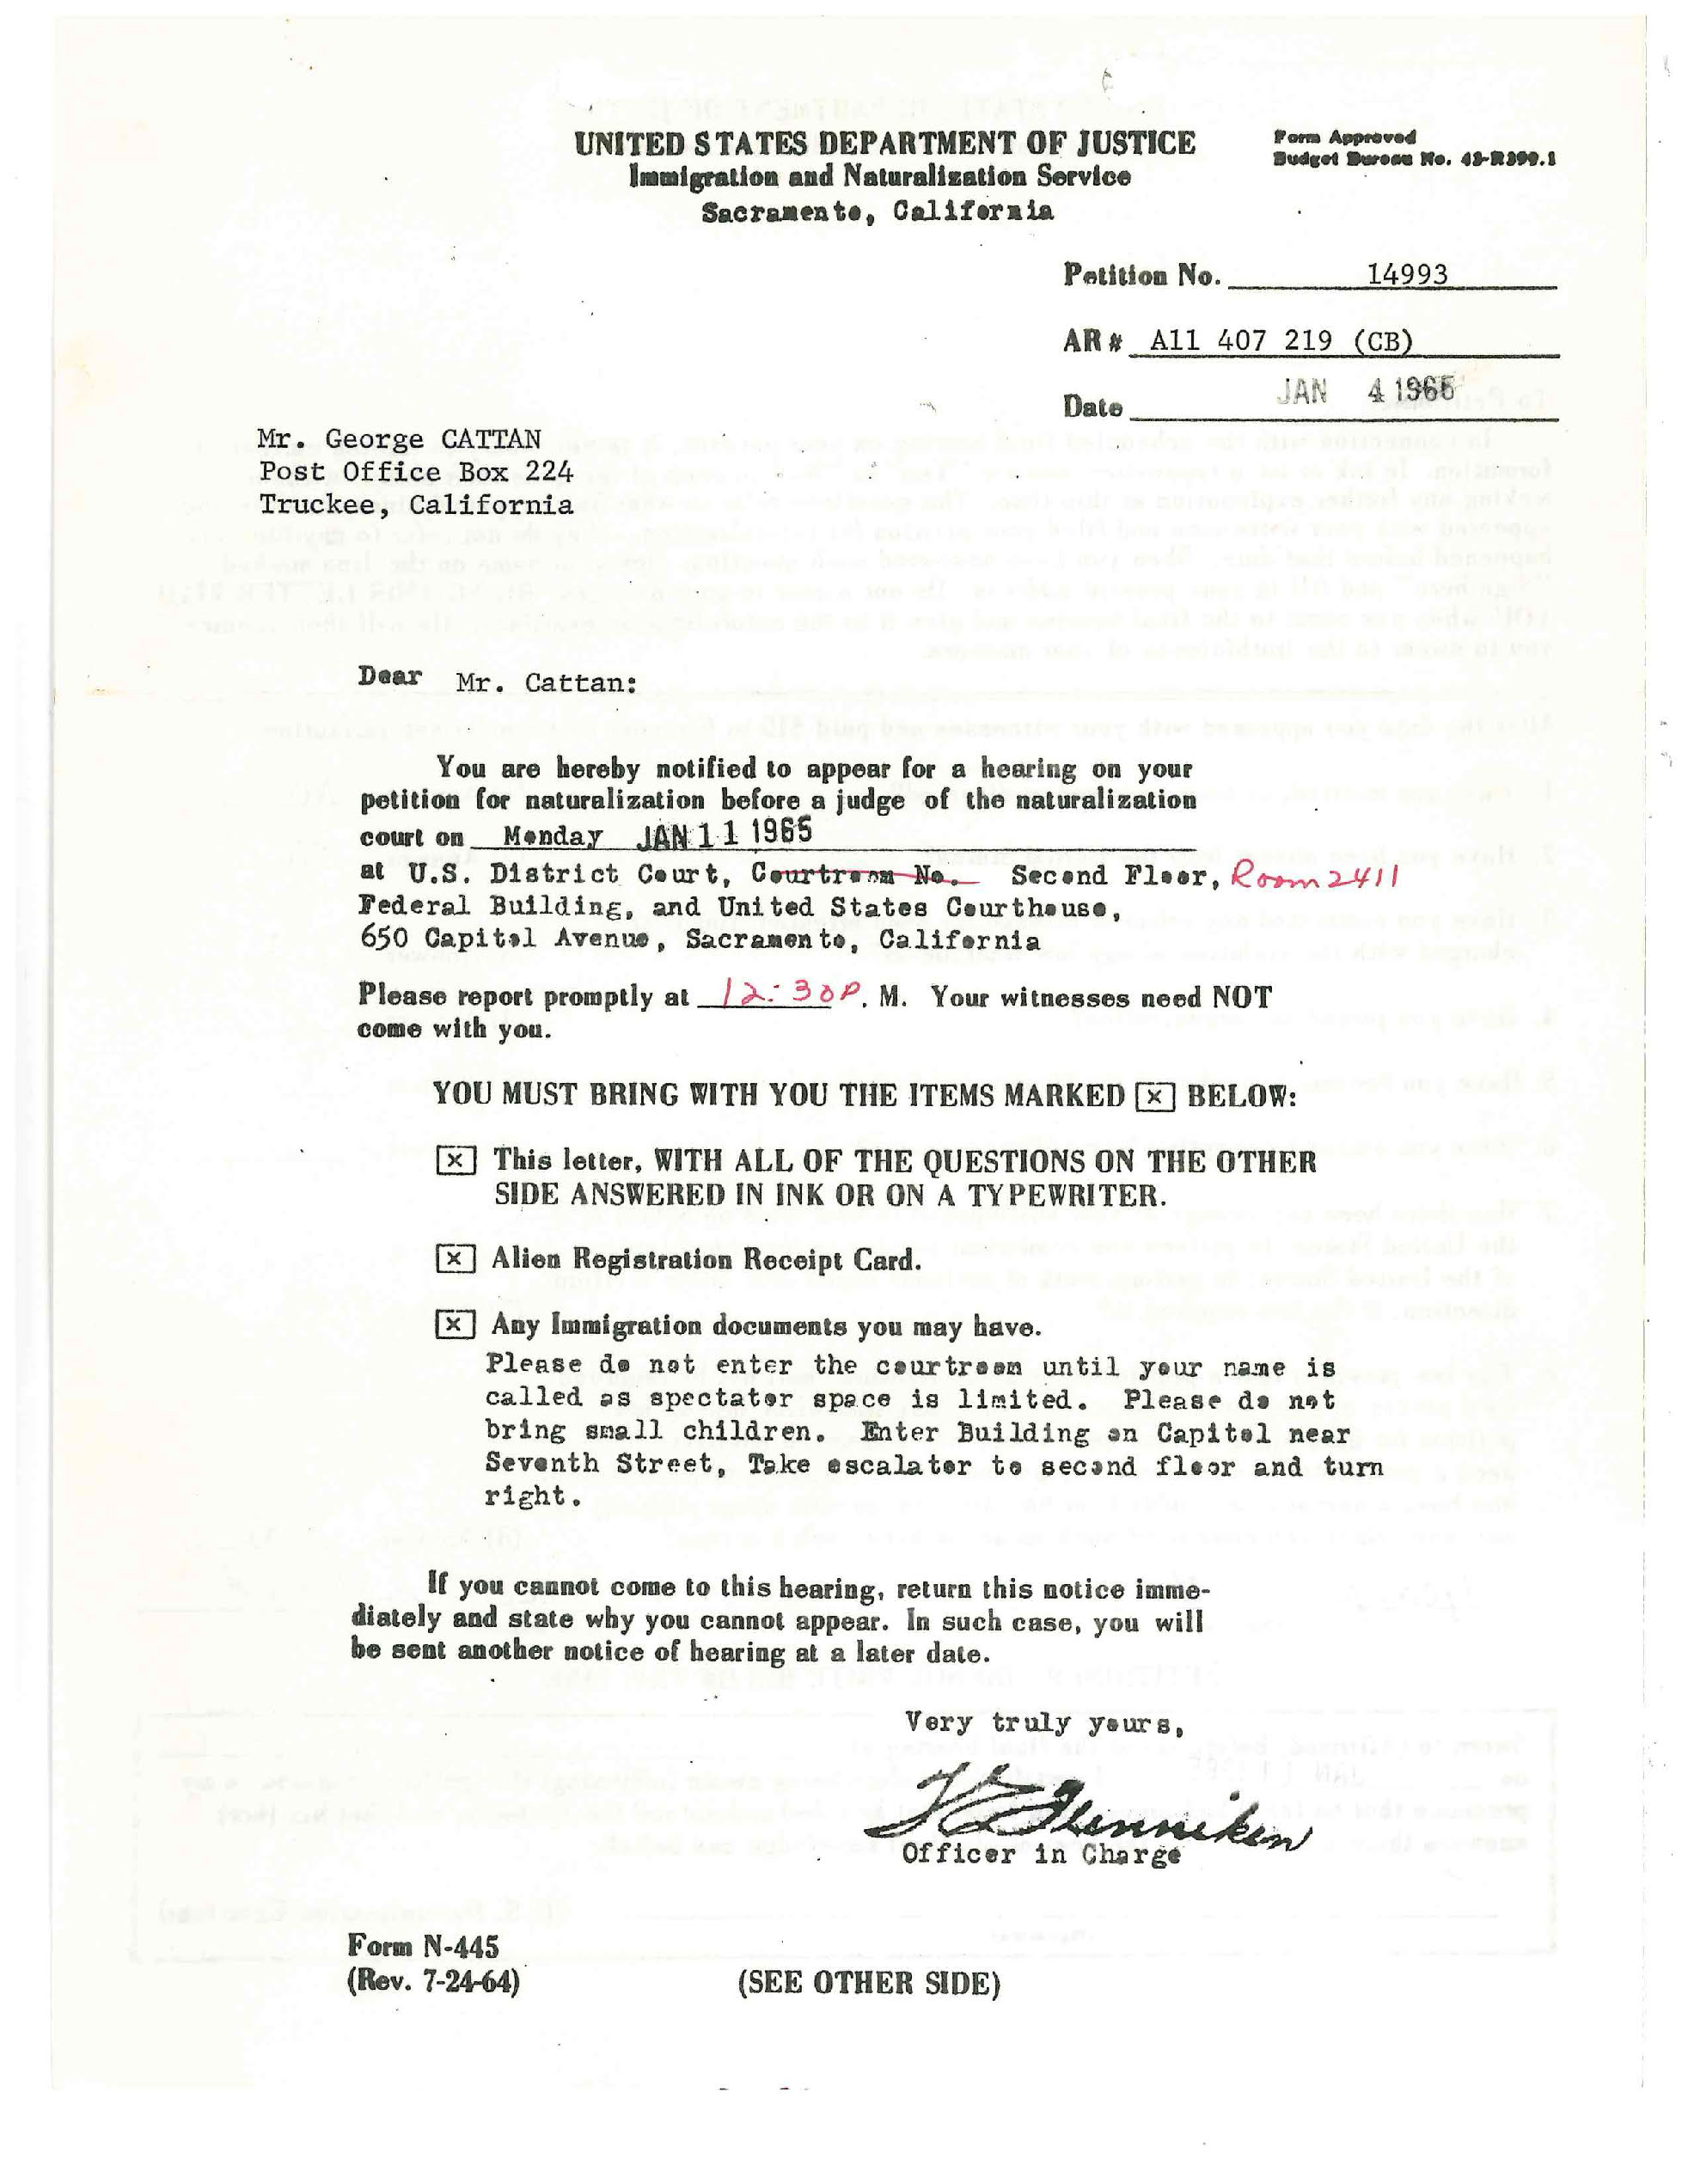 UNITED STATES DEPARTMENT OF JUSTICE
Immigration and Naturalization Service
Sacramento, California
Form Approved
Budget Bureau No. 43-R399.1
Petition No. 14993
AR # A11 407 219 (CB)
Date JAN 4 1965
Mr. George CATTAN
Post Office Box 224
Truckee, California
Dear Mr. Cattan:
You are hereby notified to appear for a hearing on your
petition for naturalization before a judge of the naturalization
court on Monday JAN 11 1965
at U.S. District Court, Courtroom No. Second Floor, Room 2411
Federal Building, and United States Courthouse,
650 Capitol Avenue, Sacramento, California
Please report promptly at 12:30 P. M. Your witnesses need NOT
come with you.
YOU MUST BRING WITH YOU THE ITEMS MARKED [x] BELOW:
[x] This letter, WITH ALL OF THE QUESTIONS ON THE OTHER
SIDE ANSWERED IN INK OR ON A TYPEWRITER.
[x] Alien Registration Receipt Card.
[x] Any Immigration documents you may have.
Please do not enter the courtroom until your name is
called as spectator space is limited. Please do not
bring small children. Enter Building on Capitol near
Seventh Street, Take escalator to second floor and turn
right.
If you cannot come to this hearing, return this notice imme-
diately and state why you cannot appear. In such case, you will
be sent another notice of hearing at a later date.
Very truly yours,
Officer in Charge
Form N-445
(Rev. 7-24-64)
(SEE OTHER SIDE)